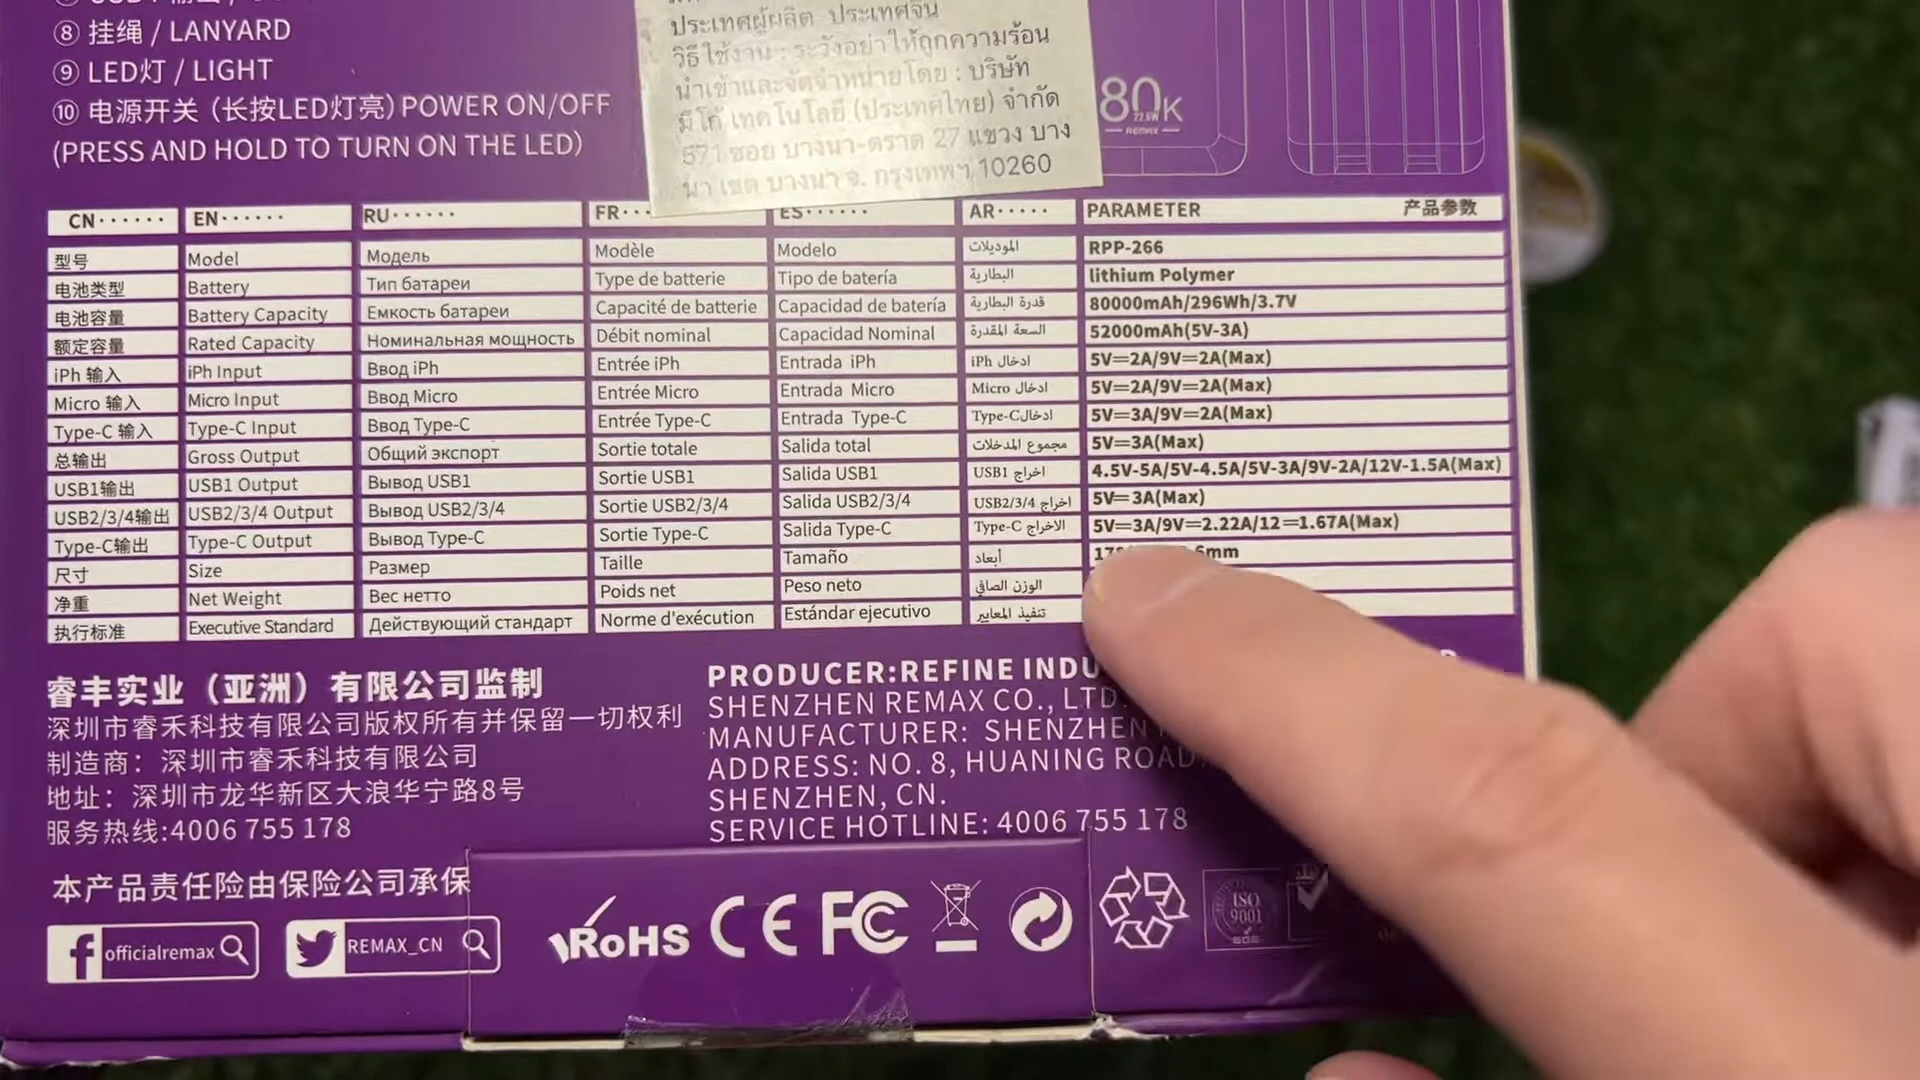 ⑧ 挂绳 / LANYARD
⑨ LED灯 / LIGHT
⑩ 电源开关 (长按LED灯亮) POWER ON/OFF
(PRESS AND HOLD TO TURN ON THE LED)
ประเทศผู้ผลิต ประเทศจีน
วิธีใช้งาน : ระวังอย่าให้ถูกความร้อน
นำเข้าและจัดจำหน่ายโดย : บริษัท
มีโก้ เทคโนโลยี (ประเทศไทย) จำกัด
571 ซอย บางนา-ตราด 27 แขวง บาง
นา เขต บางนา จ. กรุงเทพฯ 10260
80K
22.5W
REMAX
CN······ EN······ RU······ FR··· ES······ AR····· PARAMETER 产品参数
型号 Model Модель Modèle Modelo الموديلات RPP-266
电池类型 Battery Тип батареи Type de batterie Tipo de batería البطارية lithium Polymer
电池容量 Battery Capacity Емкость батареи Capacité de batterie Capacidad de batería قدرة البطارية 80000mAh/296Wh/3.7V
额定容量 Rated Capacity Номинальная мощность Débit nominal Capacidad Nominal السعة المقدرة 52000mAh(5V-3A)
iPh 输入 iPh Input Ввод iPh Entrée iPh Entrada iPh iPh ادخال 5V⎓2A/9V⎓2A(Max)
Micro 输入 Micro Input Ввод Micro Entrée Micro Entrada Micro Micro ادخال 5V⎓2A/9V⎓2A(Max)
Type-C 输入 Type-C Input Ввод Type-C Entrée Type-C Entrada Type-C Type-C ادخال 5V⎓3A/9V⎓2A(Max)
总输出 Gross Output Общий экспорт Sortie totale Salida total مجموع المدخلات 5V⎓3A(Max)
USB1输出 USB1 Output Вывод USB1 Sortie USB1 Salida USB1 USB1 اخراج 4.5V-5A/5V-4.5A/5V-3A/9V-2A/12V-1.5A(Max)
USB2/3/4输出 USB2/3/4 Output Вывод USB2/3/4 Sortie USB2/3/4 Salida USB2/3/4 USB2/3/4 اخراج 5V⎓3A(Max)
Type-C输出 Type-C Output Вывод Type-C Sortie Type-C Salida Type-C Type-C الاخراج 5V⎓3A/9V⎓2.22A/12⎓1.67A(Max)
尺寸 Size Размер Taille Tamaño أبعاد
净重 Net Weight Вес нетто Poids net Peso neto الوزن الصافي
执行标准 Executive Standard Действующий стандарт Norme d'exécution Estándar ejecutivo تنفيذ المعايير
睿丰实业（亚洲）有限公司监制
深圳市睿禾科技有限公司版权所有并保留一切权利
制造商：深圳市睿禾科技有限公司
地址：深圳市龙华新区大浪华宁路8号
服务热线:4006 755 178
本产品责任险由保险公司承保
PRODUCER:REFINE INDU
SHENZHEN REMAX CO., LTD.
MANUFACTURER: SHENZHEN
ADDRESS: NO. 8, HUANING ROAD
SHENZHEN, CN.
SERVICE HOTLINE: 4006 755 178
officialremax
REMAX_CN
RoHS CE FC
ISO
9001
SGS